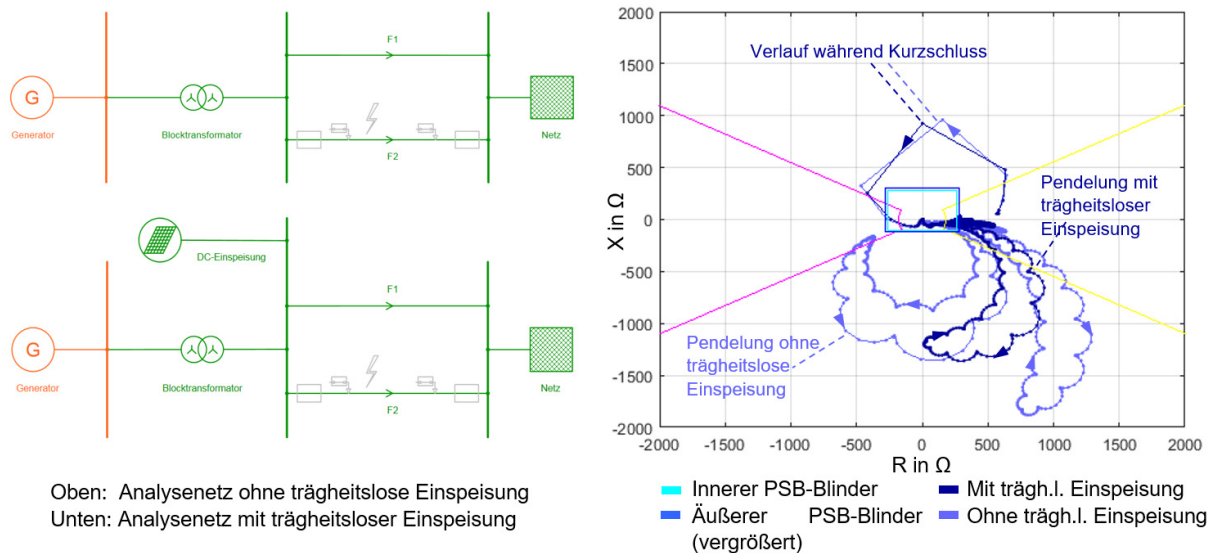 F1
G
Generator
Blocktransformator
Netz
F2
DC-Einspeisung
F1
G
Generator
Blocktransformator
Netz
F2
Oben: Analysenetz ohne trägheitslose Einspeisung
Unten: Analysenetz mit trägheitsloser Einspeisung
2000
1500
1000
500
0
-500
-1000
-1500
-2000
X in Ω
Verlauf während Kurzschluss
Pendelung mit
trägheitsloser
Einspeisung
Pendelung ohne
trägheitslose
Einspeisung
-2000 -1500 -1000 -500 0 500 1000 1500 2000
R in Ω
Innerer PSB-Blinder
Äußerer PSB-Blinder
(vergrößert)
Mit trägh.l. Einspeisung
Ohne trägh.l. Einspeisung